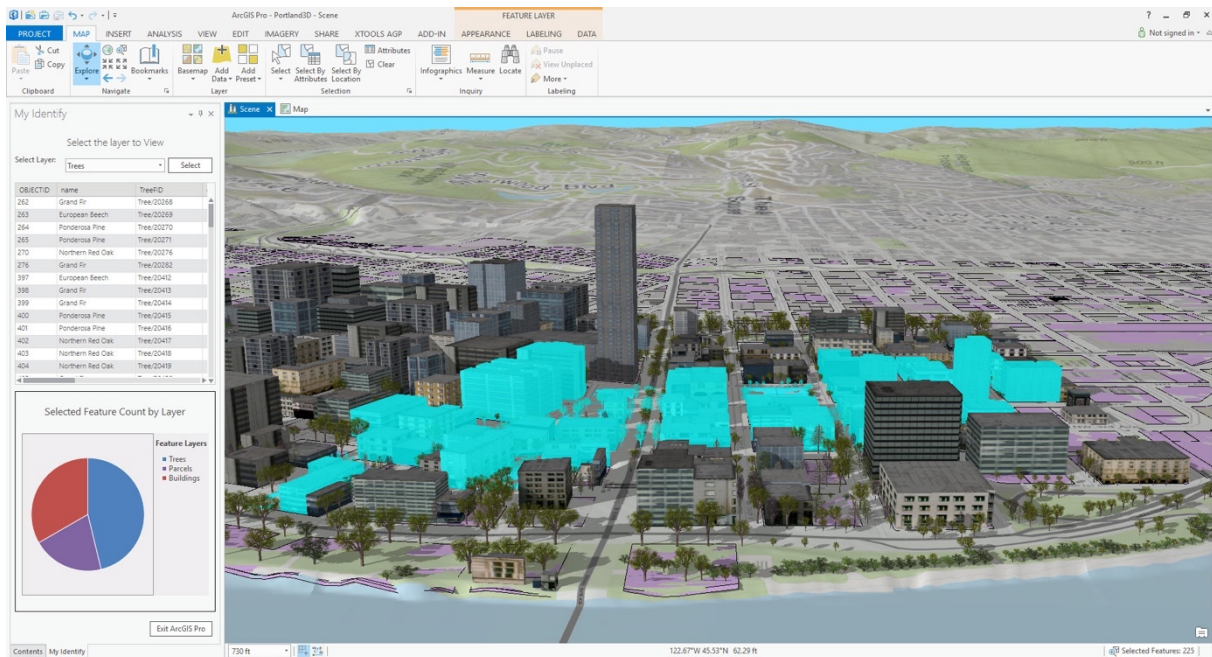 ArcGIS Pro - Portland3D - Scene
FEATURE LAYER
?
PROJECT MAP INSERT ANALYSIS VIEW EDIT IMAGERY SHARE XTOOLS AGP ADD-IN APPEARANCE LABELING DATA
Not signed in
Paste
Cut
Copy
Clipboard
Explore
Bookmarks
Navigate
Basemap
Add Data
Add Preset
Layer
Select
Select By Attributes
Select By Location
Attributes
Clear
Selection
Infographics
Measure
Locate
Inquiry
Pause
View Unplaced
More
Labeling
My Identify
Select the layer to View
Select Layer:
Trees
Select
OBJECTID name TreeFID
262 Grand Fir Tree/20268
263 European Beech Tree/20269
264 Ponderosa Pine Tree/20270
265 Ponderosa Pine Tree/20271
270 Northern Red Oak Tree/20276
276 Grand Fir Tree/20282
397 European Beech Tree/20412
398 Grand Fir Tree/20413
399 Grand Fir Tree/20414
400 Ponderosa Pine Tree/20415
401 Ponderosa Pine Tree/20416
402 Northern Red Oak Tree/20417
403 Northern Red Oak Tree/20418
404 Northern Red Oak Tree/20419
Selected Feature Count by Layer
Feature Layers
Trees
Parcels
Buildings
Exit ArcGIS Pro
Contents My Identify
Scene
Map
500 ft
730 ft
122.67°W 45.53°N 62.29 ft
Selected Features: 225